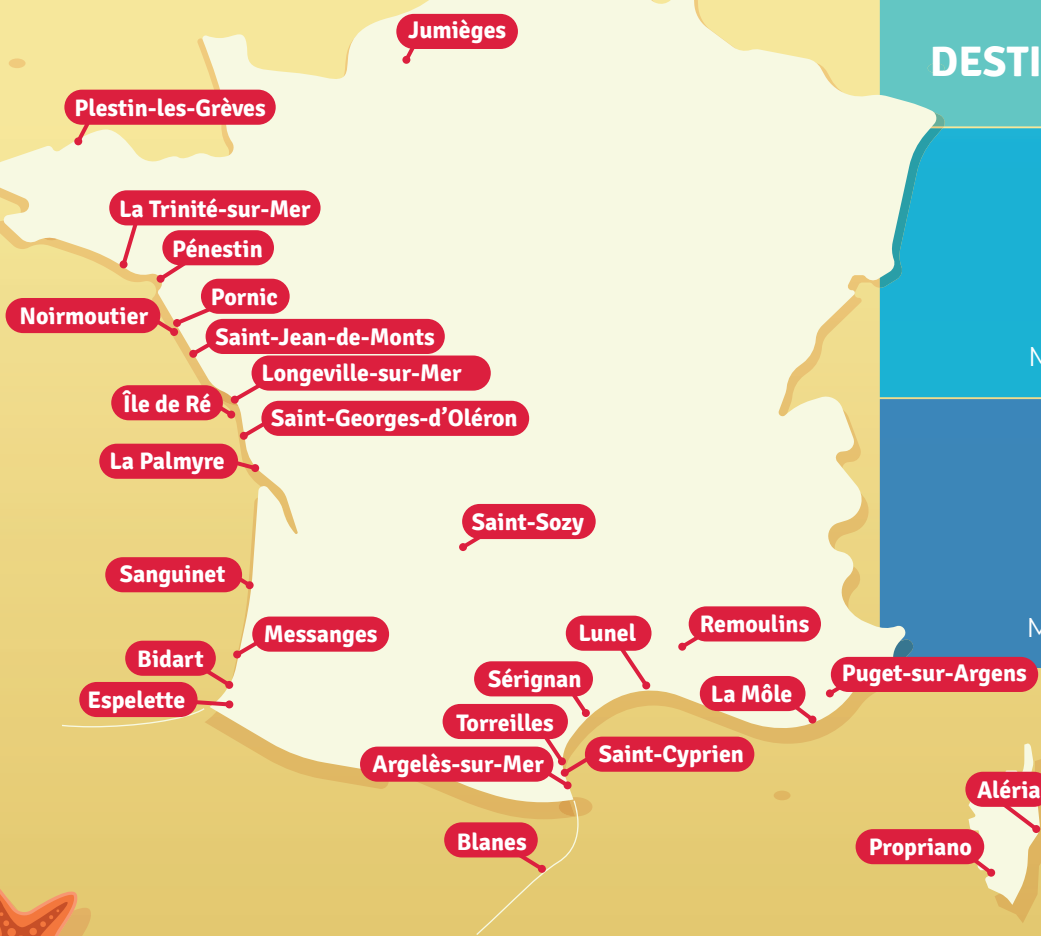 Jumièges
DESTI
Plestin-les-Grèves
La Trinité-sur-Mer
Pénestin
Pornic
Noirmoutier
Saint-Jean-de-Monts
N
Longeville-sur-Mer
Île de Ré
Saint-Georges-d’Oléron
La Palmyre
Saint-Sozy
Sanguinet
Messanges
Lunel
Remoulins
M
Bidart
Sérignan
Puget-sur-Argens
Espelette
La Môle
Torreilles
Saint-Cyprien
Argelès-sur-Mer
Aléria
Blanes
Propriano